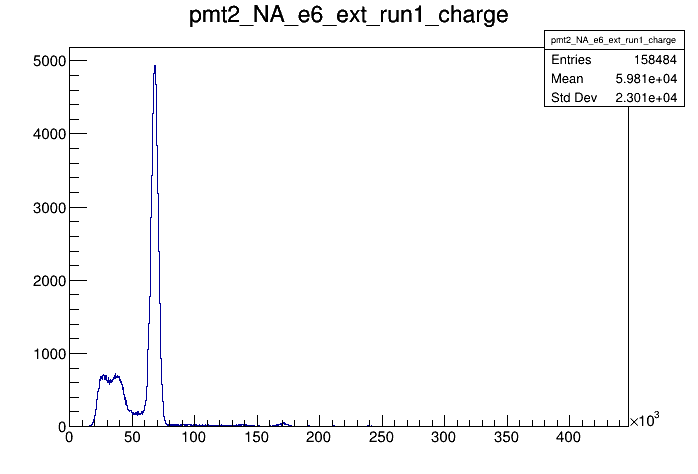 pmt2_NA_e6_ext_run1_charge
pmt2_NA_e6_ext_run1_charge
Entries 158484
Mean 5.981e+04
Std Dev 2.301e+04
5000
4000
3000
2000
1000
0
0 50 100 150 200 250 300 350 400
×10³